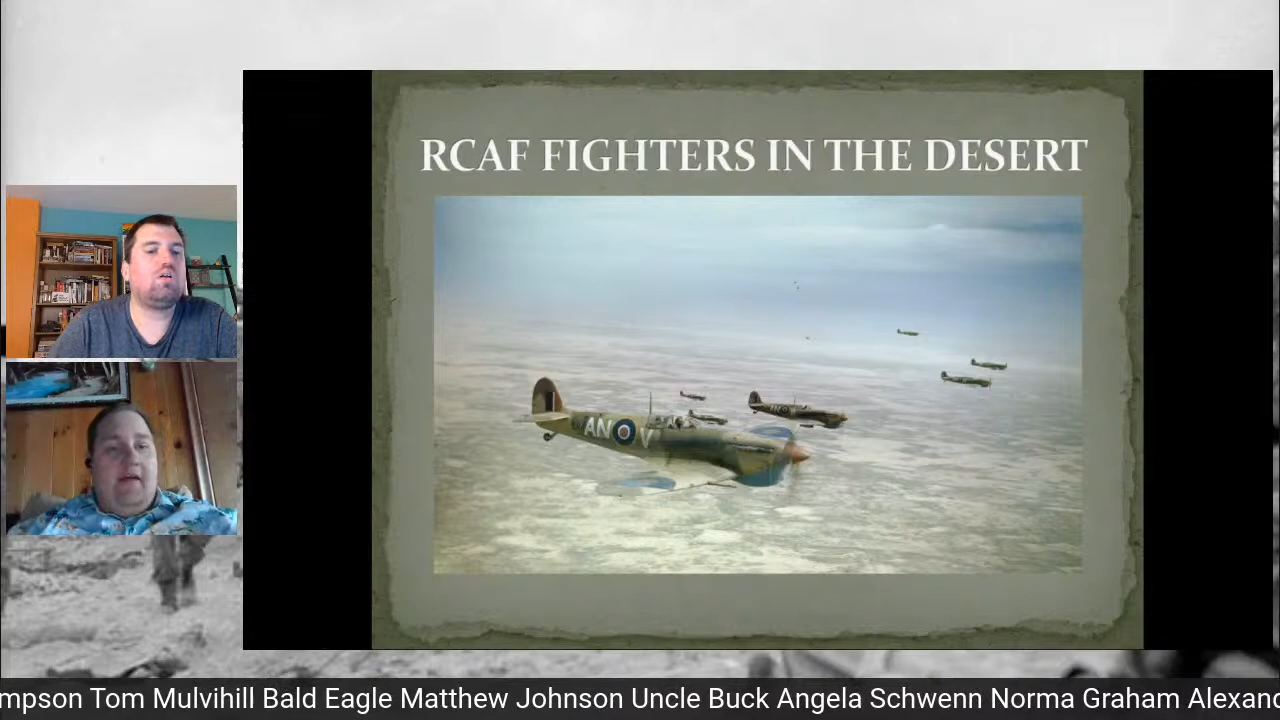 RCAF FIGHTERS IN THE DESERT
AN V
mpson Tom Mulvihill Bald Eagle Matthew Johnson Uncle Buck Angela Schwenn Norma Graham Alexand